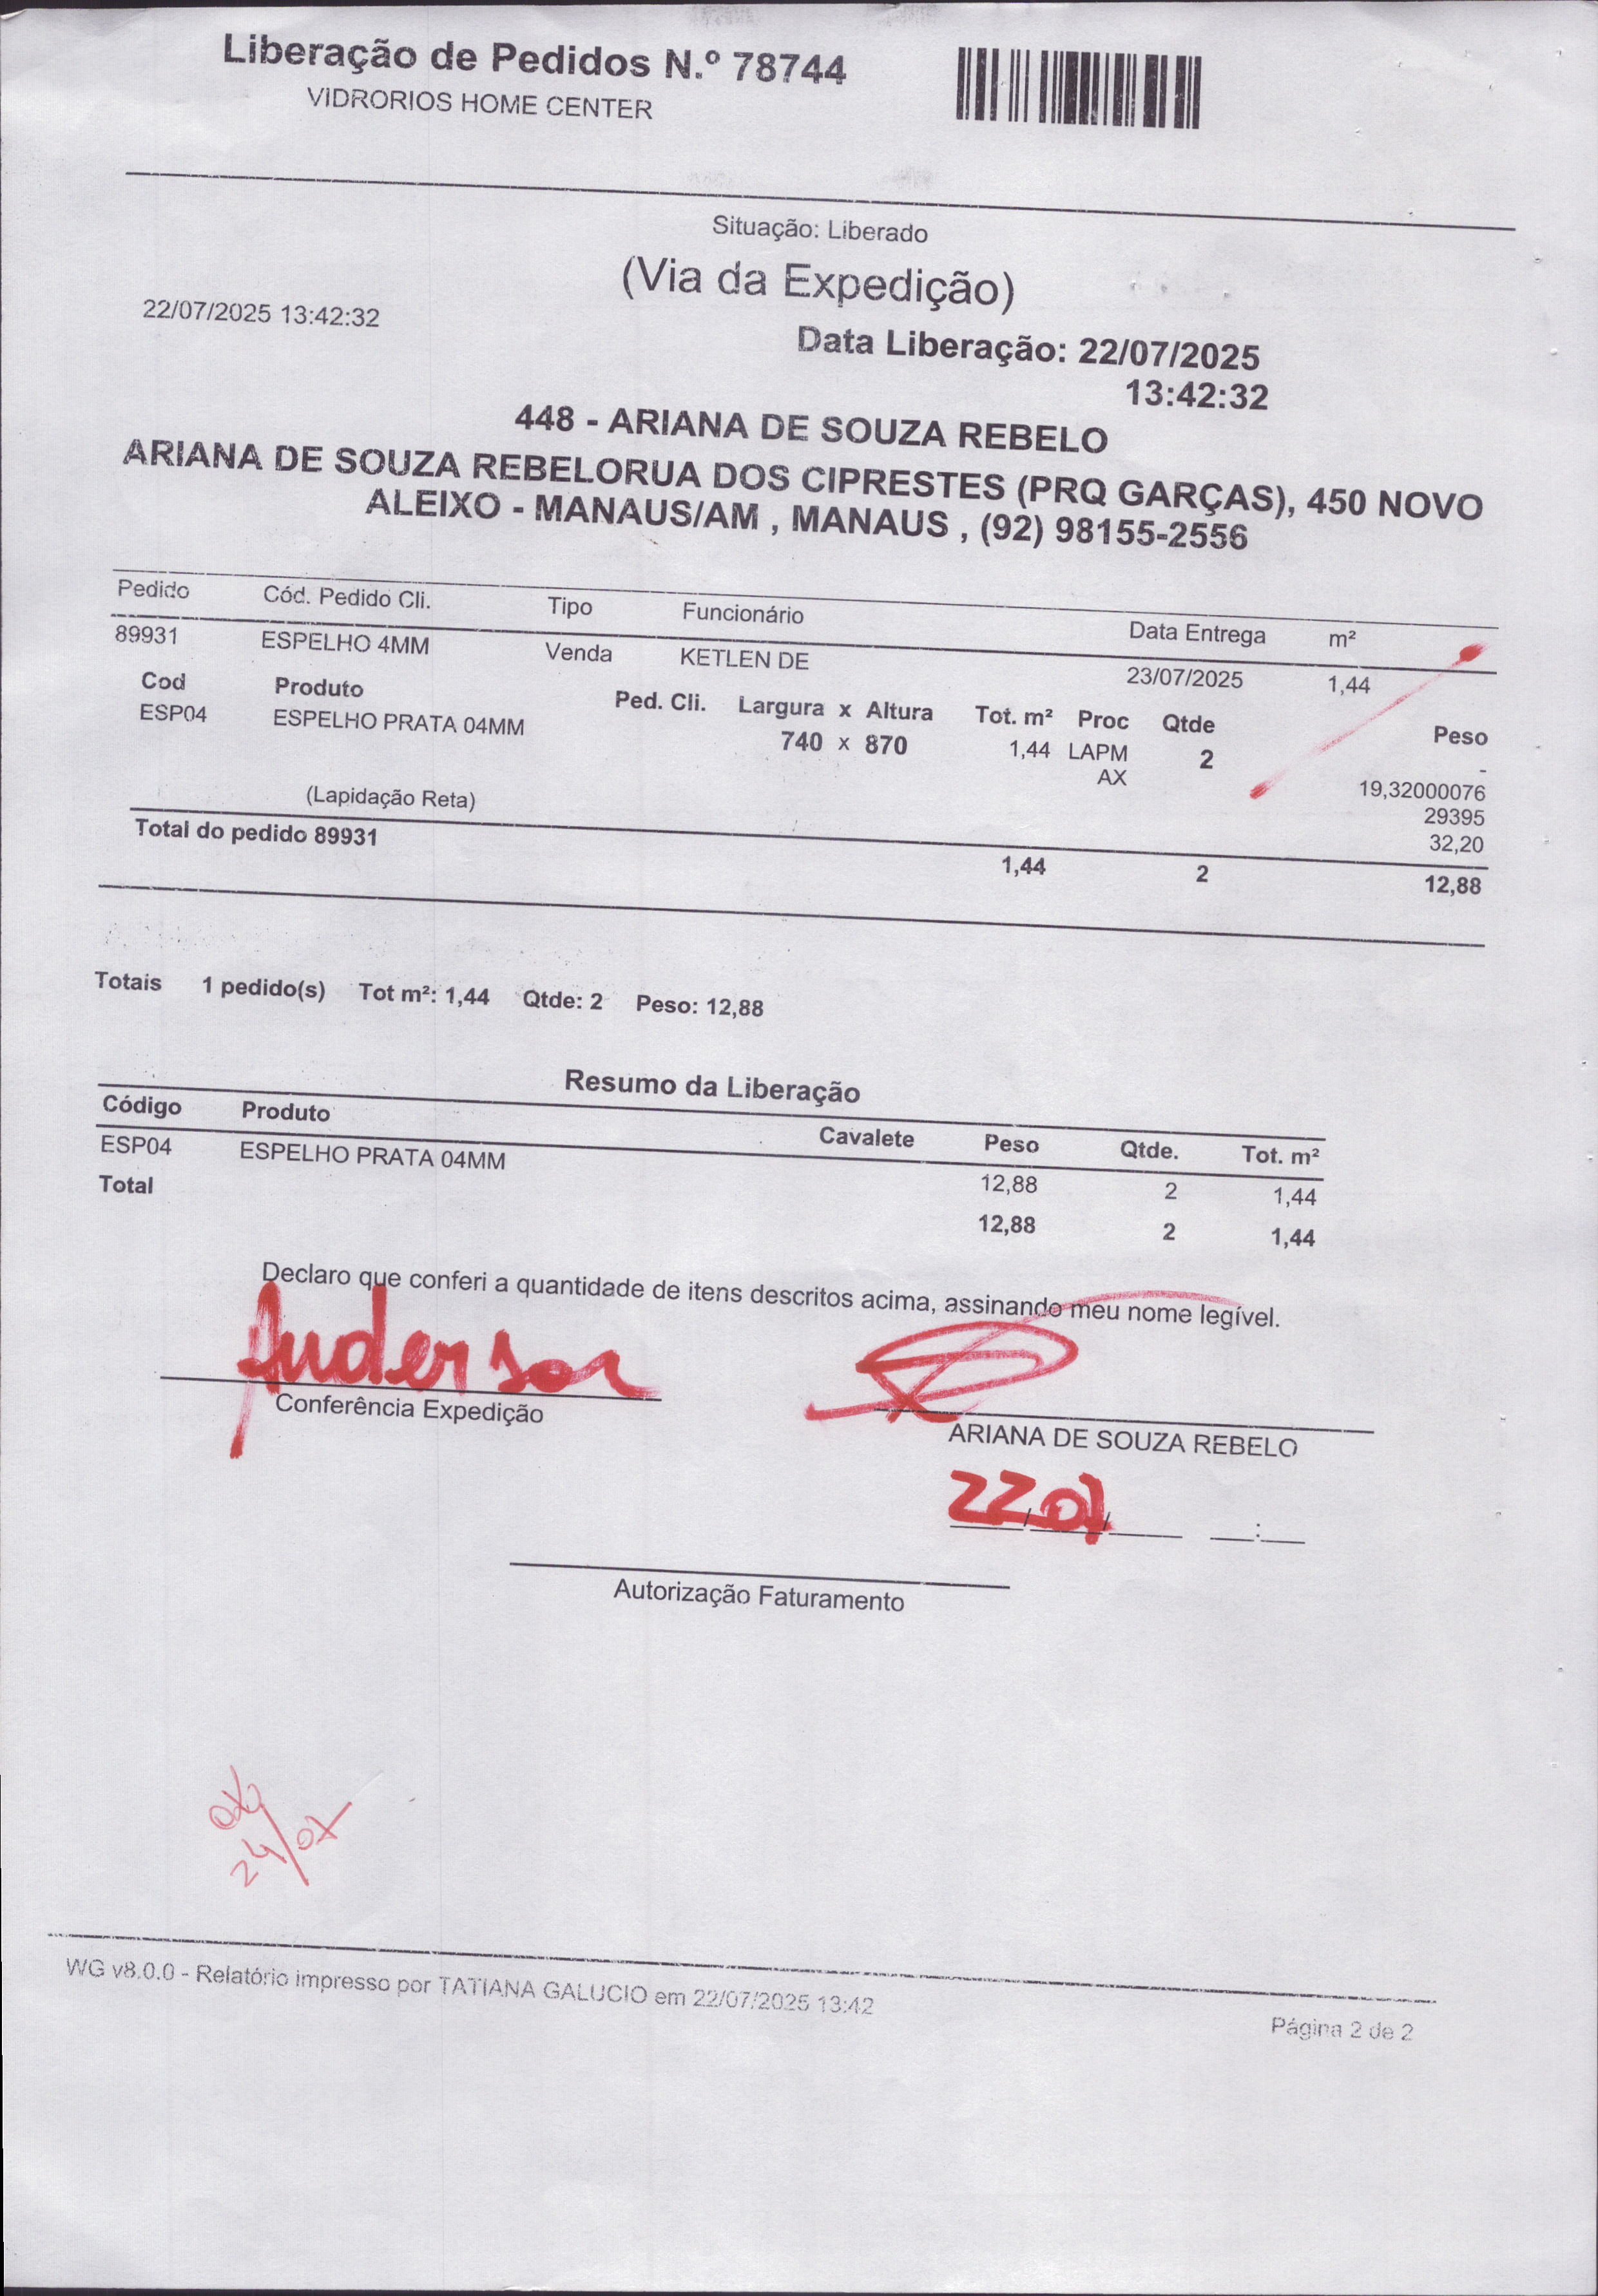 Liberação de Pedidos N.º 78744
VIDRORIOS HOME CENTER
Situação: Liberado
(Via da Expedição)
22/07/2025 13:42:32
Data Liberação: 22/07/2025
13:42:32
448 - ARIANA DE SOUZA REBELO
ARIANA DE SOUZA REBELORUA DOS CIPRESTES (PRQ GARÇAS), 450 NOVO
ALEIXO - MANAUS/AM , MANAUS , (92) 98155-2556
Pedido Cód. Pedido Cli. Tipo Funcionário Data Entrega m²
89931 ESPELHO 4MM Venda KETLEN DE 23/07/2025 1,44
Cod Produto Ped. Cli. Largura x Altura Tot. m² Proc Qtde Peso
ESP04 ESPELHO PRATA 04MM 740 x 870 1,44 LAPM 2 -
AX 19,32000076
(Lapidação Reta) 29395
32,20
Total do pedido 89931 1,44 2 12,88
Totais 1 pedido(s) Tot m²: 1,44 Qtde: 2 Peso: 12,88
Resumo da Liberação
Código Produto Cavalete Peso Qtde. Tot. m²
ESP04 ESPELHO PRATA 04MM 12,88 2 1,44
Total 12,88 2 1,44
Declaro que conferi a quantidade de itens descritos acima, assinando meu nome legível.
Anderson
Conferência Expedição
ARIANA DE SOUZA REBELO
22/07/ :
Autorização Faturamento
24/07
WG v8.0.0 - Relatório impresso por TATIANA GALUCIO em 22/07/2025 13:42
Página 2 de 2